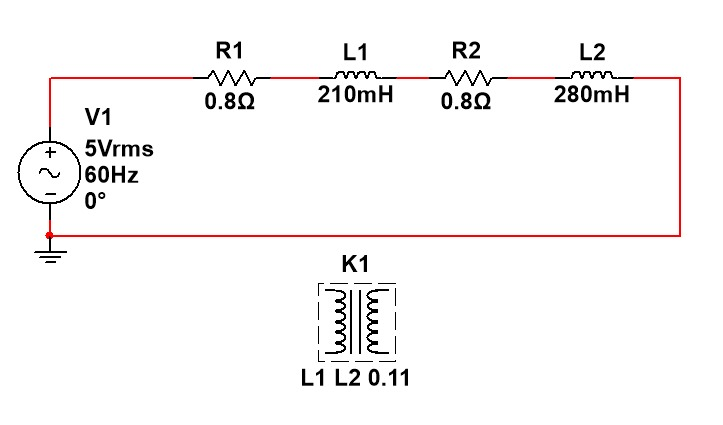 R1
L1
R2
L2
0.8Ω
210mH
0.8Ω
280mH
V1
5Vrms
60Hz
0°
K1
L1 L2 0.11